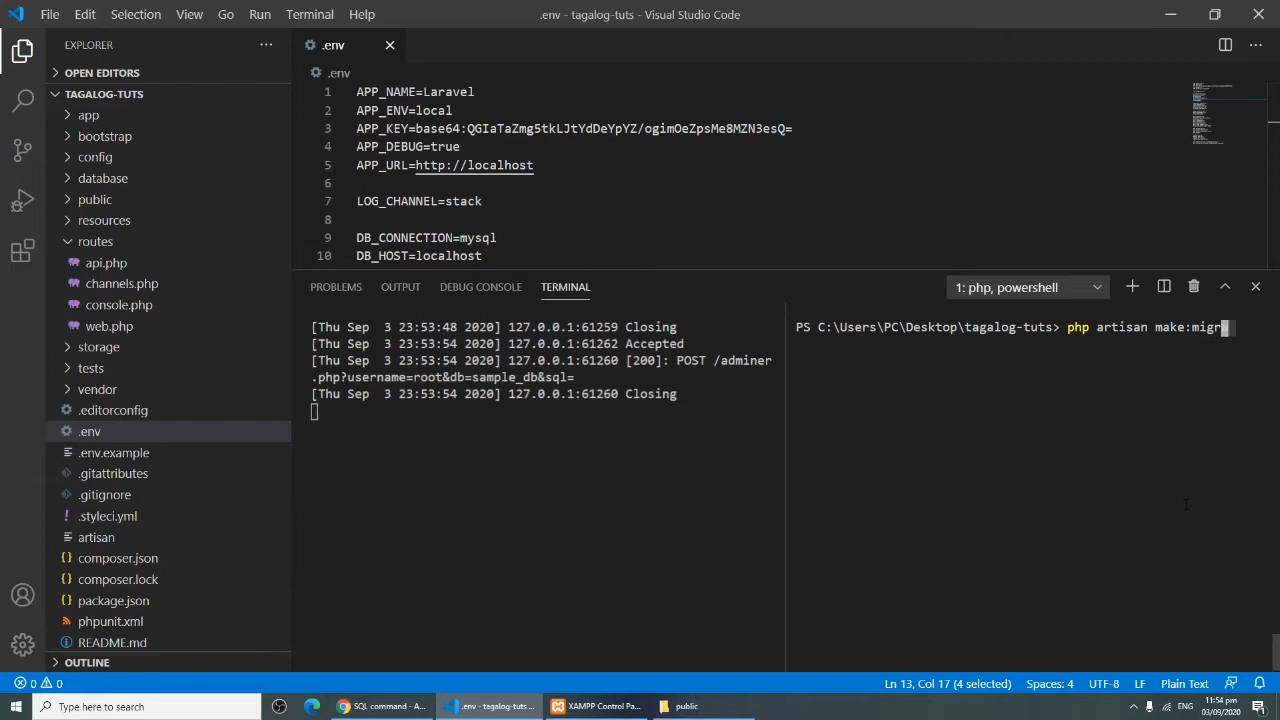 File Edit Selection View Go Run Terminal Help
.env - tagalog-tuts - Visual Studio Code
EXPLORER
OPEN EDITORS
TAGALOG-TUTS
app
bootstrap
config
database
public
resources
routes
api.php
channels.php
console.php
web.php
storage
tests
vendor
.editorconfig
.env
.env.example
.gitattributes
.gitignore
.styleci.yml
artisan
composer.json
composer.lock
package.json
phpunit.xml
README.md
OUTLINE
.env
.env
1 APP_NAME=Laravel
2 APP_ENV=local
3 APP_KEY=base64:QGIaTaZmg5tkLJtYdDeYpYZ/ogimOeZpsMe8MZN3esQ=
4 APP_DEBUG=true
5 APP_URL=http://localhost
6
7 LOG_CHANNEL=stack
8
9 DB_CONNECTION=mysql
10 DB_HOST=localhost
PROBLEMS OUTPUT DEBUG CONSOLE TERMINAL
1: php, powershell
[Thu Sep  3 23:53:48 2020] 127.0.0.1:61259 Closing
[Thu Sep  3 23:53:54 2020] 127.0.0.1:61262 Accepted
[Thu Sep  3 23:53:54 2020] 127.0.0.1:61260 [200]: POST /adminer
.php?username=root&db=sample_db&sql=
[Thu Sep  3 23:53:54 2020] 127.0.0.1:61260 Closing
PS C:\Users\PC\Desktop\tagalog-tuts> php artisan make:migra
0 0
Ln 13, Col 17 (4 selected) Spaces: 4 UTF-8 LF Plain Text
Type here to search
SQL command - A...
.env - tagalog-tuts ...
XAMPP Control Pa...
public
ENG
11:54 pm
03/09/2020
1